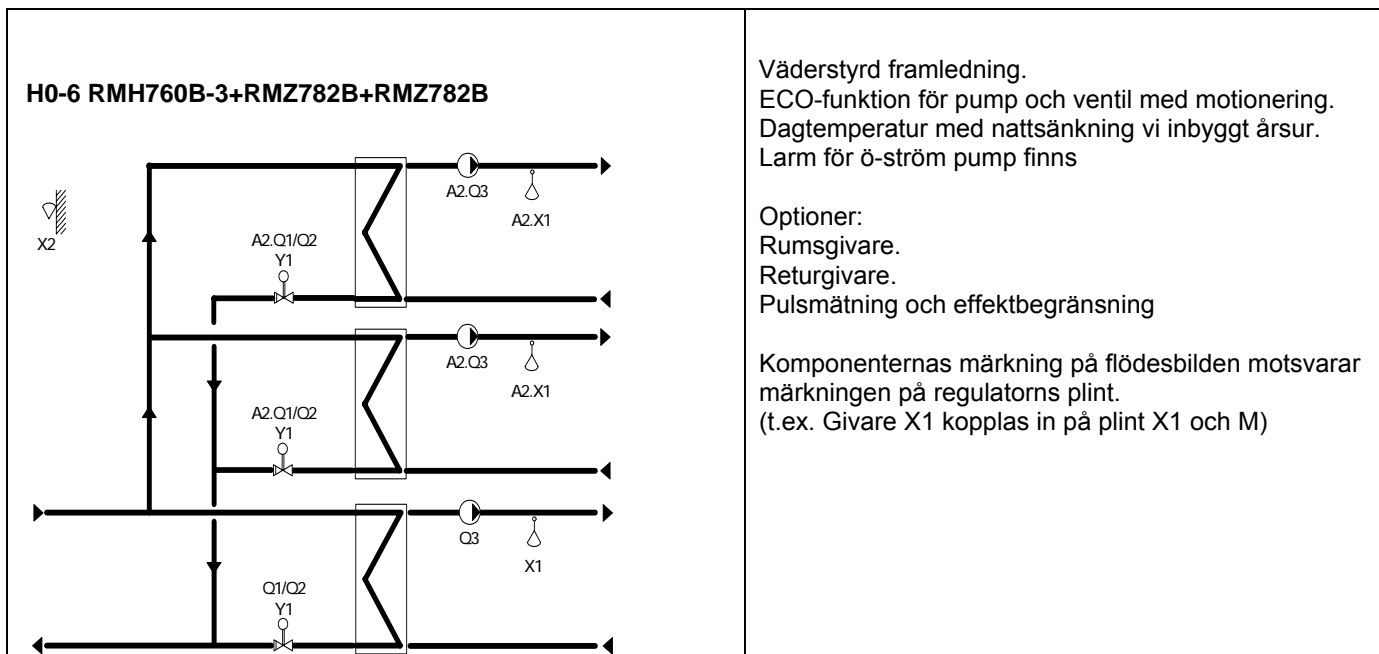 H0-6 RMH760B-3+RMZ782B+RMZ782B
X2
A2.Q3
A2.X1
A2.Q1/Q2
Y1
A2.Q3
A2.X1
A2.Q1/Q2
Y1
Q3
X1
Q1/Q2
Y1
Väderstyrd framledning.
ECO-funktion för pump och ventil med motionering.
Dagtemperatur med nattsänkning vi inbyggt årsur.
Larm för ö-ström pump finns
Optioner:
Rumsgivare.
Returgivare.
Pulsmätning och effektbegränsning
Komponenternas märkning på flödesbilden motsvarar
märkningen på regulatorns plint.
(t.ex. Givare X1 kopplas in på plint X1 och M)